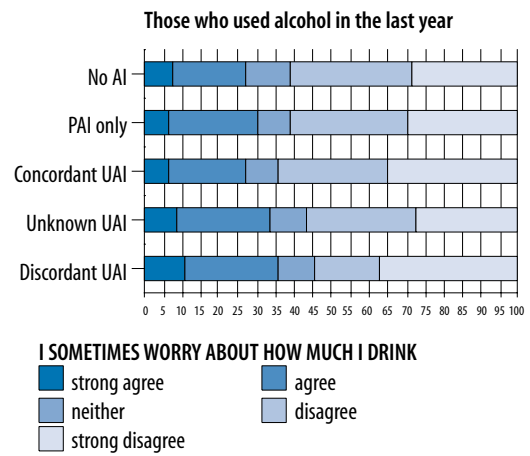 Those who used alcohol in the last year
No AI
PAI only
Concordant UAI
Unknown UAI
Discordant UAI
0 5 10 15 20 25 30 35 40 45 50 55 60 65 70 75 80 85 90 95 100
I SOMETIMES WORRY ABOUT HOW MUCH I DRINK
strong agree agree
neither disagree
strong disagree